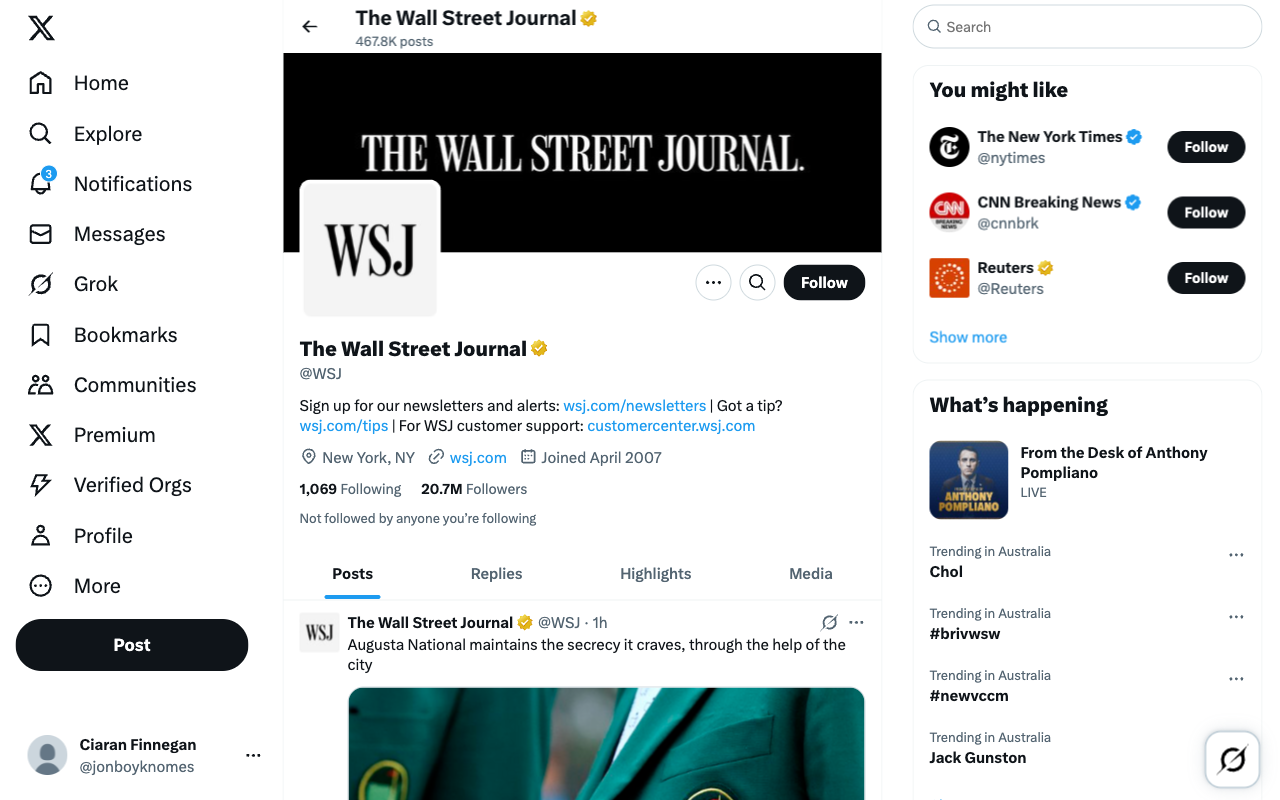 Home
Explore
3
Notifications
Messages
Grok
Bookmarks
Communities
Premium
Verified Orgs
Profile
More
Post
Ciaran Finnegan
@jonboyknomes
The Wall Street Journal
467.8K posts
THE WALL STREET JOURNAL.
WSJ
Follow
The Wall Street Journal
@WSJ
Sign up for our newsletters and alerts: wsj.com/newsletters | Got a tip?
wsj.com/tips | For WSJ customer support: customercenter.wsj.com
New York, NY wsj.com Joined April 2007
1,069 Following 20.7M Followers
Not followed by anyone you’re following
Posts Replies Highlights Media
WSJ
The Wall Street Journal @WSJ · 1h
Augusta National maintains the secrecy it craves, through the help of the
city
Search
You might like
The New York Times
@nytimes
Follow
CNN BREAKING NEWS
CNN Breaking News
@cnnbrk
Follow
Reuters
@Reuters
Follow
Show more
What’s happening
ANTHONY
POMPLIANO
From the Desk of Anthony
Pompliano
LIVE
Trending in Australia
Chol
Trending in Australia
#brivwsw
Trending in Australia
#newvccm
Trending in Australia
Jack Gunston